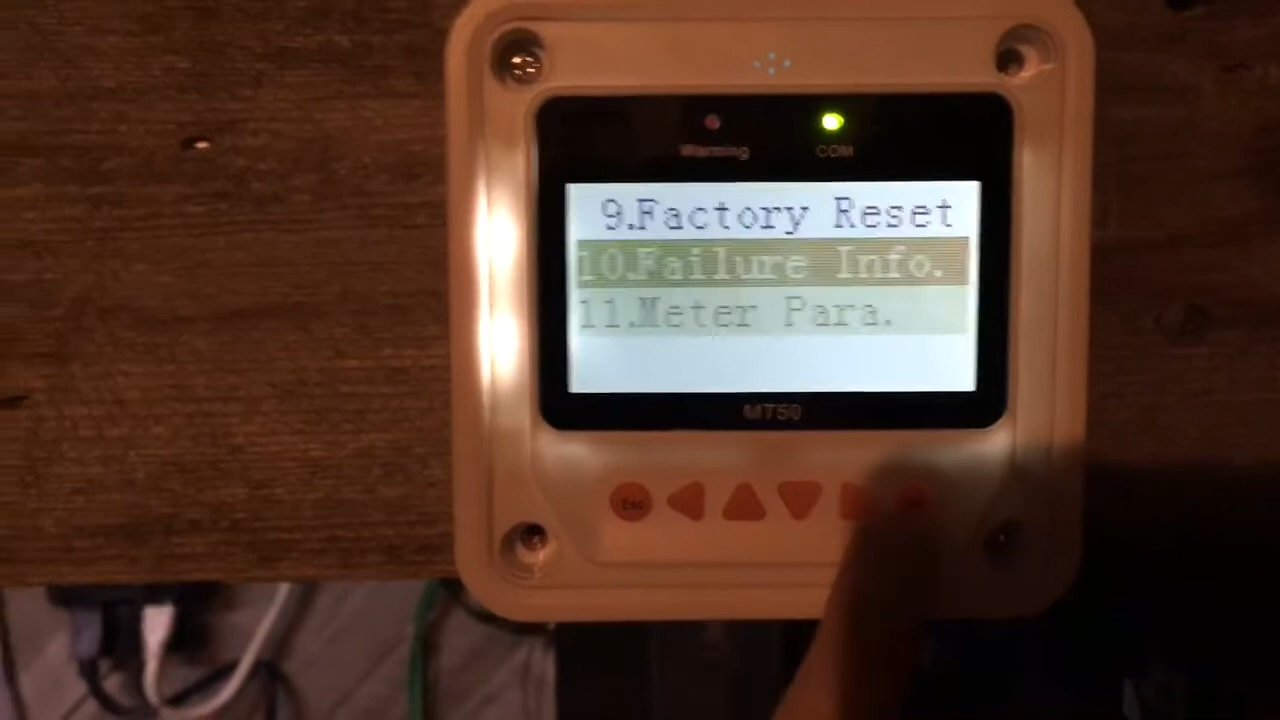 Warning COM
9.Factory Reset
10.Failure Info.
11.Meter Para.
MT50
Esc